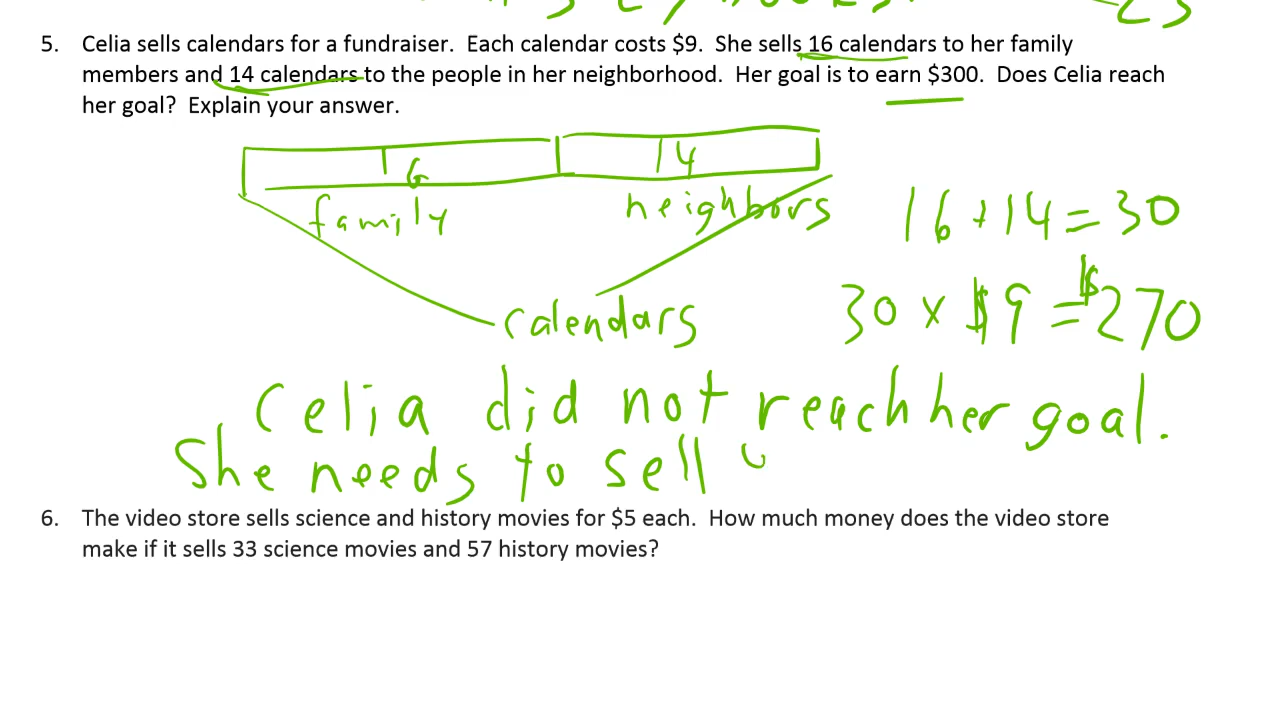 5. Celia sells calendars for a fundraiser. Each calendar costs $9. She sells 16 calendars to her family
members and 14 calendars to the people in her neighborhood. Her goal is to earn $300. Does Celia reach
her goal? Explain your answer.
16 14
family neighbors
16+14=30
calendars
30 x $9 =$270
Celia did not reach her goal.
She needs to sell
6. The video store sells science and history movies for $5 each. How much money does the video store
make if it sells 33 science movies and 57 history movies?